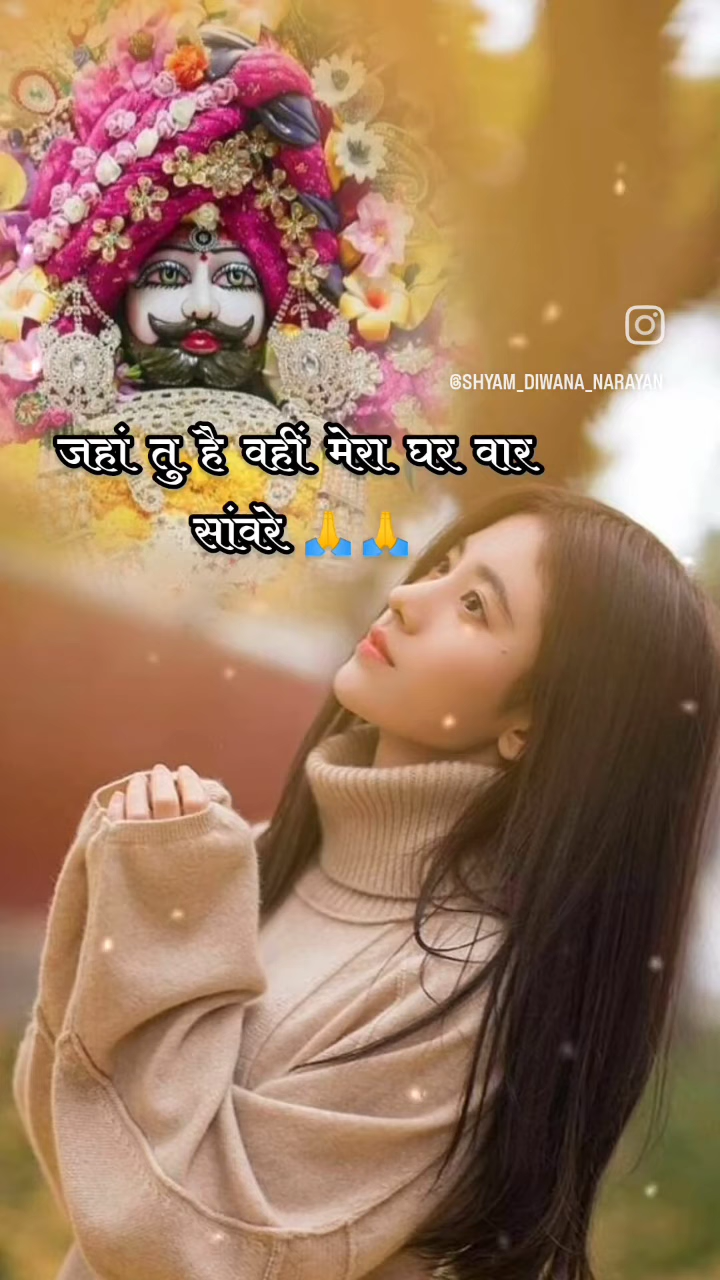 @SHYAM_DIWANA_NARAYAN
जहां तु है वहीं मेरा घर वार
सांवरे 🙏🙏